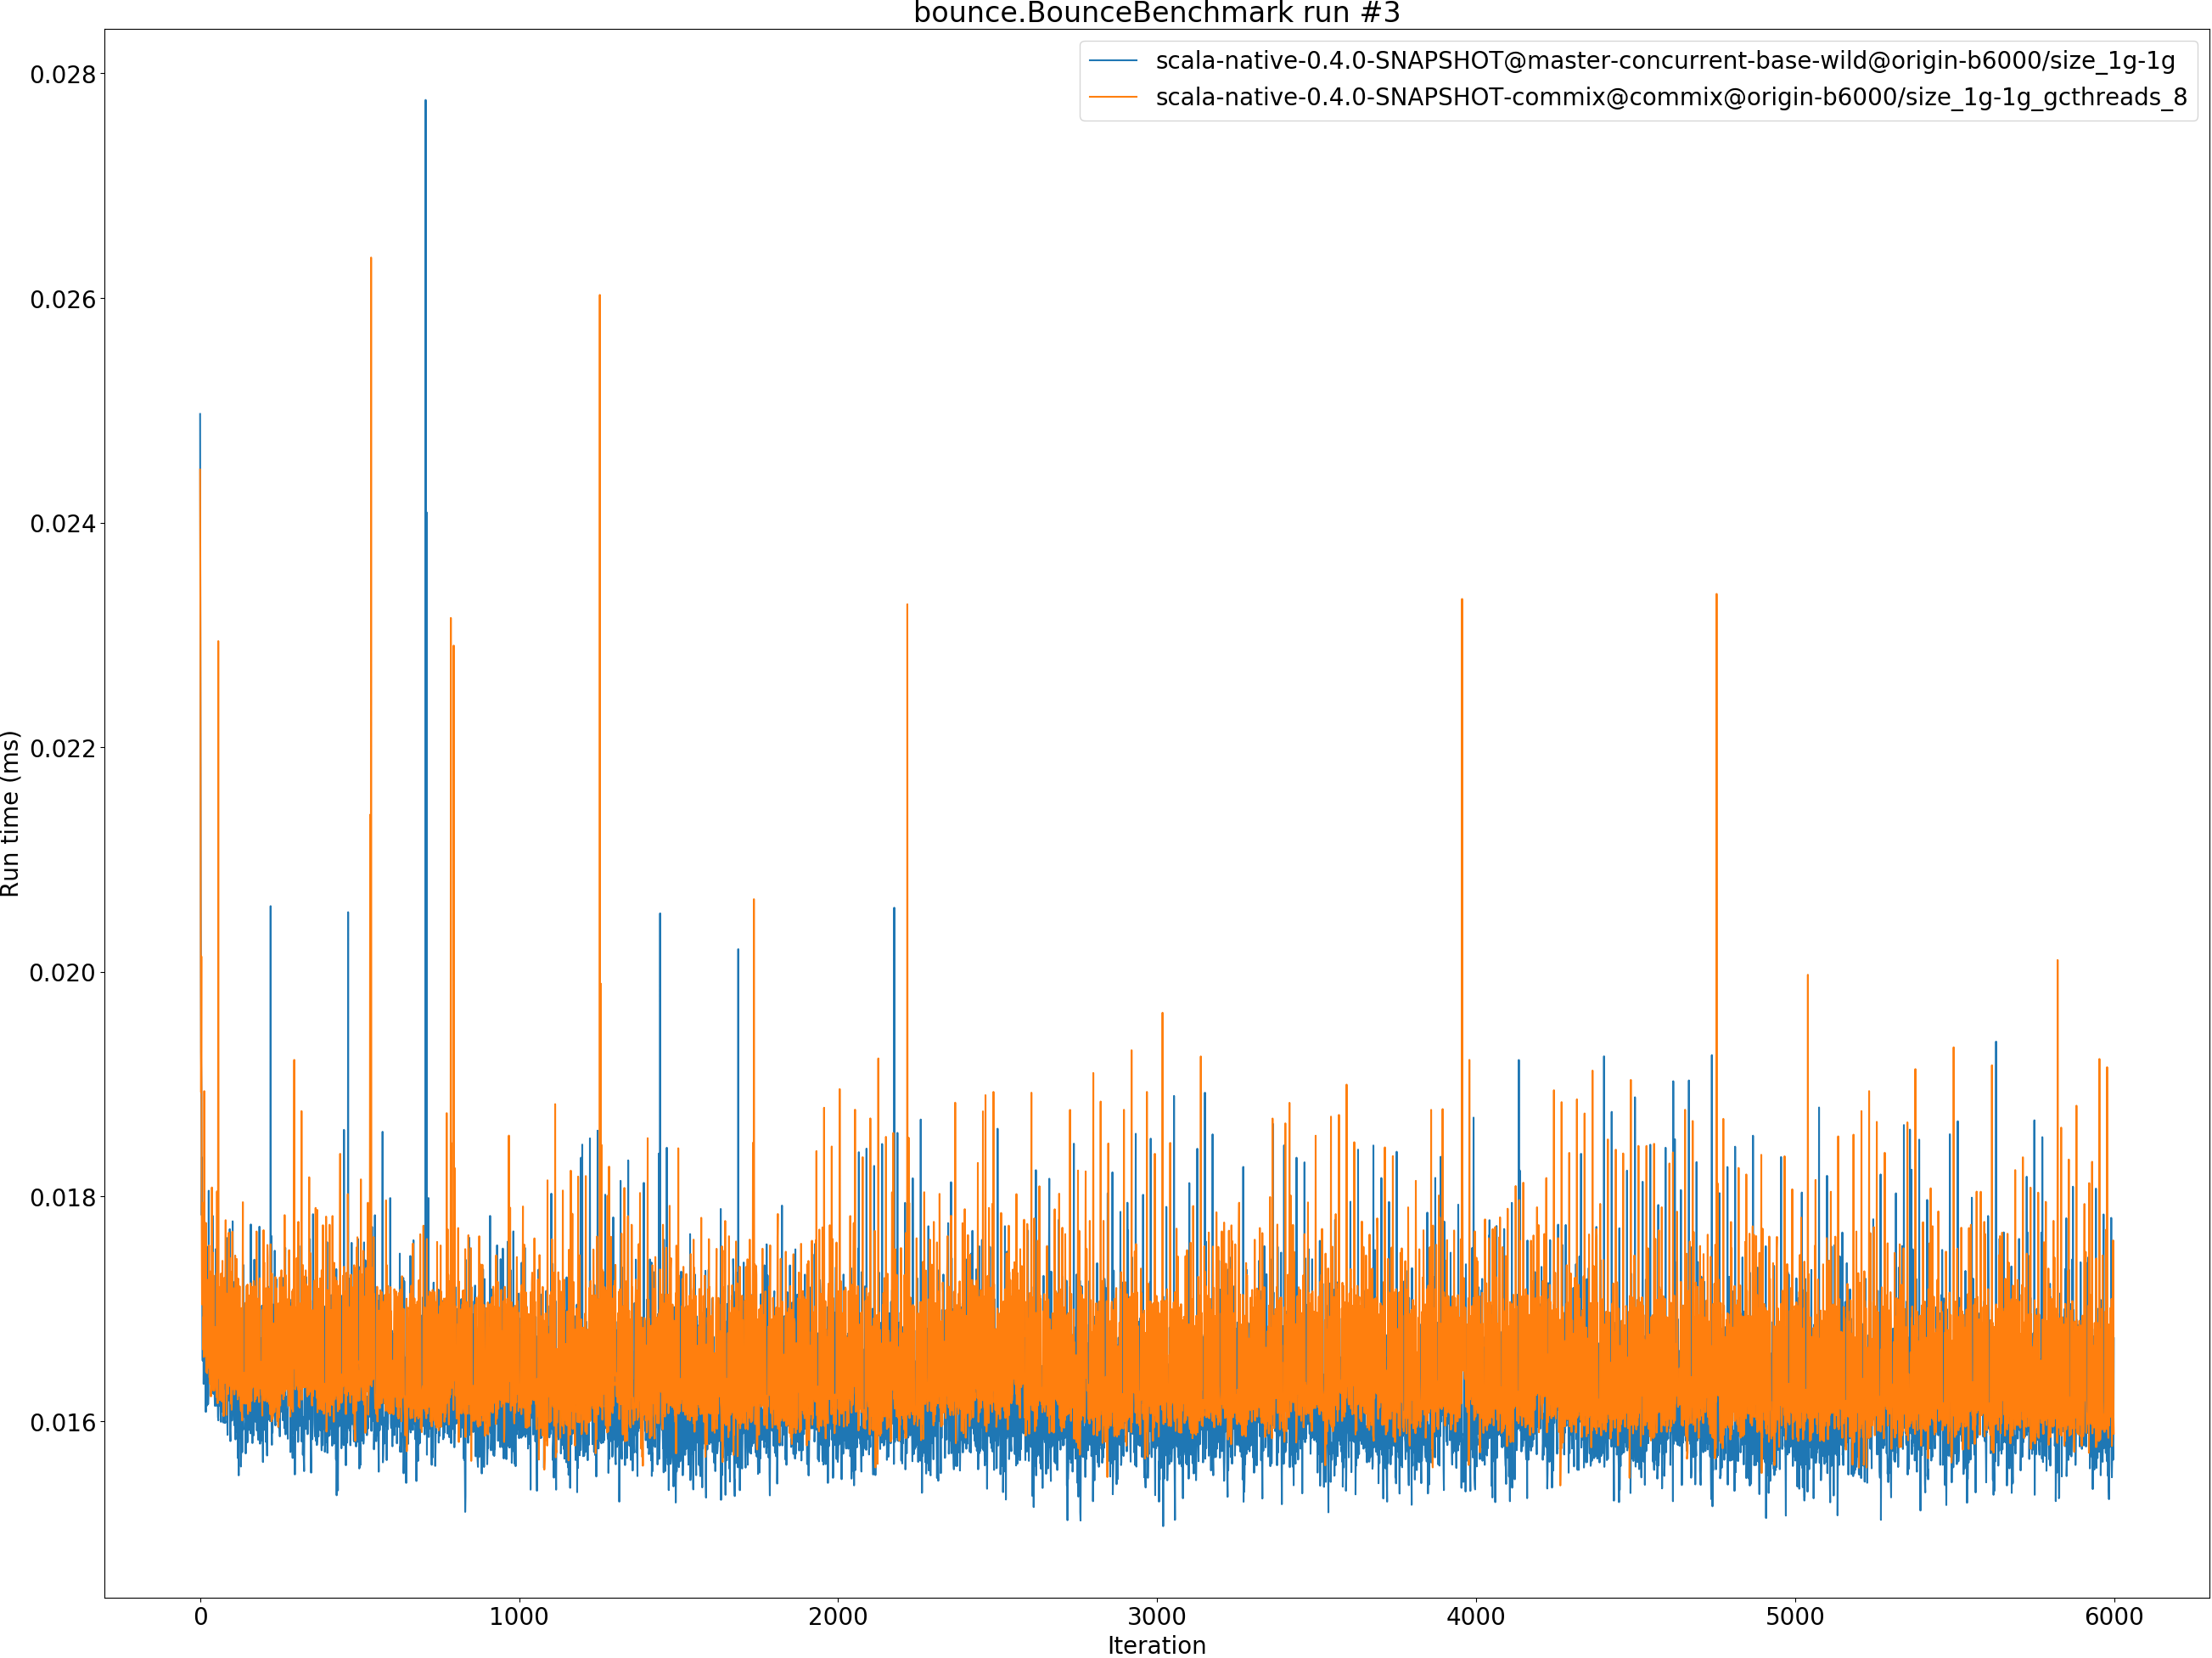 bounce.BounceBenchmark run #3
scala-native-0.4.0-SNAPSHOT@master-concurrent-base-wild@origin-b6000/size_1g-1g
scala-native-0.4.0-SNAPSHOT-commix@commix@origin-b6000/size_1g-1g_gcthreads_8
0.028
0.026
0.024
0.022
0.020
0.018
0.016
Run time (ms)
0 1000 2000 3000 4000 5000 6000
Iteration